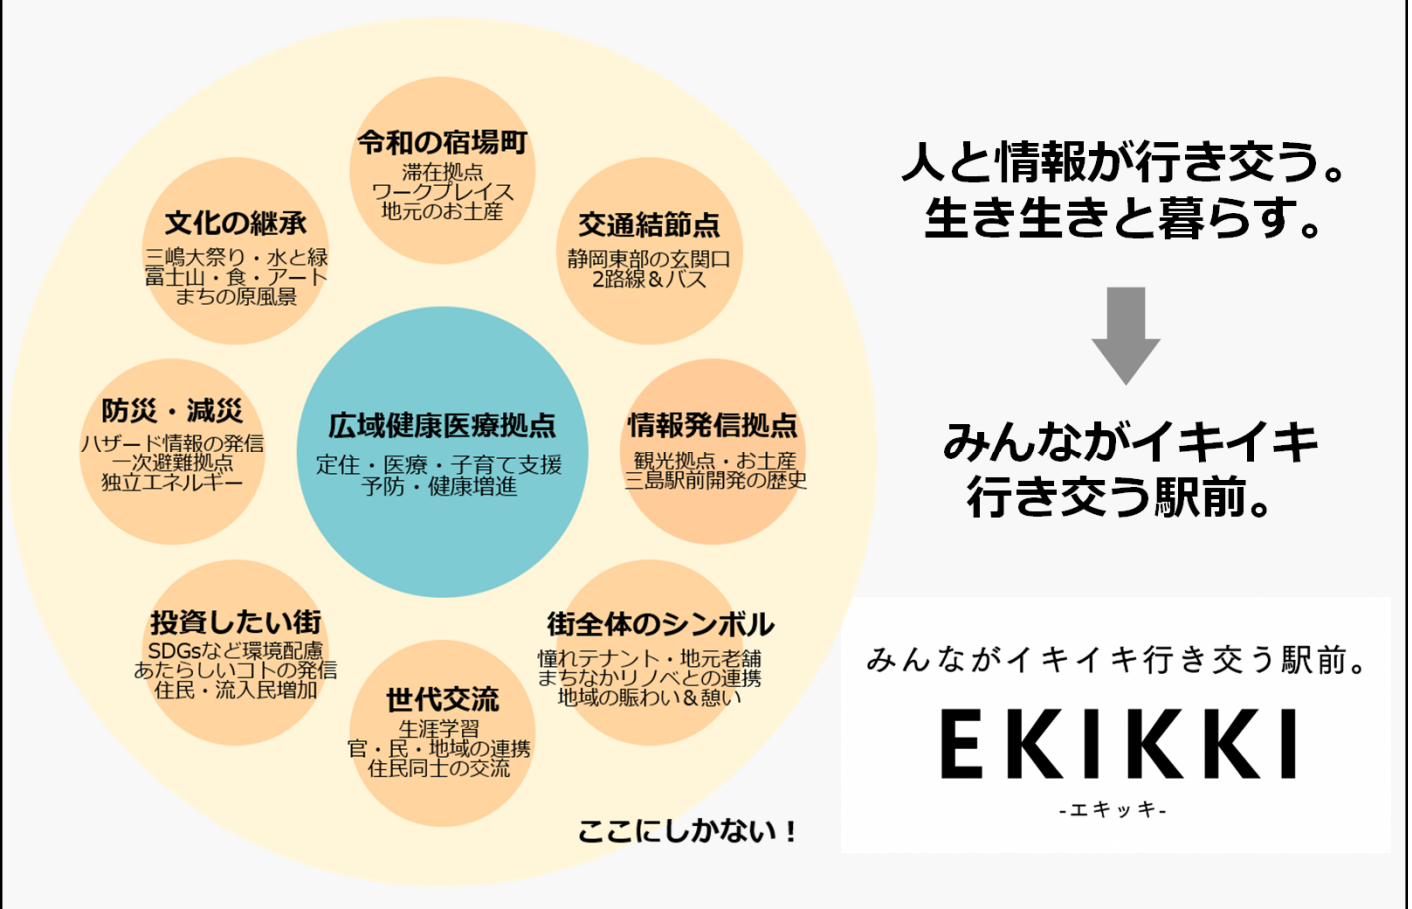 令和の宿場町
滞在拠点
ワークプレイス
地元のお土産
交通結節点
静岡東部の玄関口
2路線＆バス
情報発信拠点
観光拠点・お土産
三島駅前開発の歴史
街全体のシンボル
憧れテナント・地元老舗
まちなかリノベとの連携
地域の賑わい＆憩い
世代交流
生涯学習
官・民・地域の連携
住民同士の交流
投資したい街
SDGsなど環境配慮
あたらしいコトの発信
住民・流入民増加
防災・減災
ハザード情報の発信
一次避難拠点
独立エネルギー
文化の継承
三嶋大祭り・水と緑
富士山・食・アート
まちの原風景
広域健康医療拠点
定住・医療・子育て支援
予防・健康増進
ここにしかない！
人と情報が行き交う。
生き生きと暮らす。
みんながイキイキ
行き交う駅前。
みんながイキイキ行き交う駅前。
EKIKKI
-エキッキ-